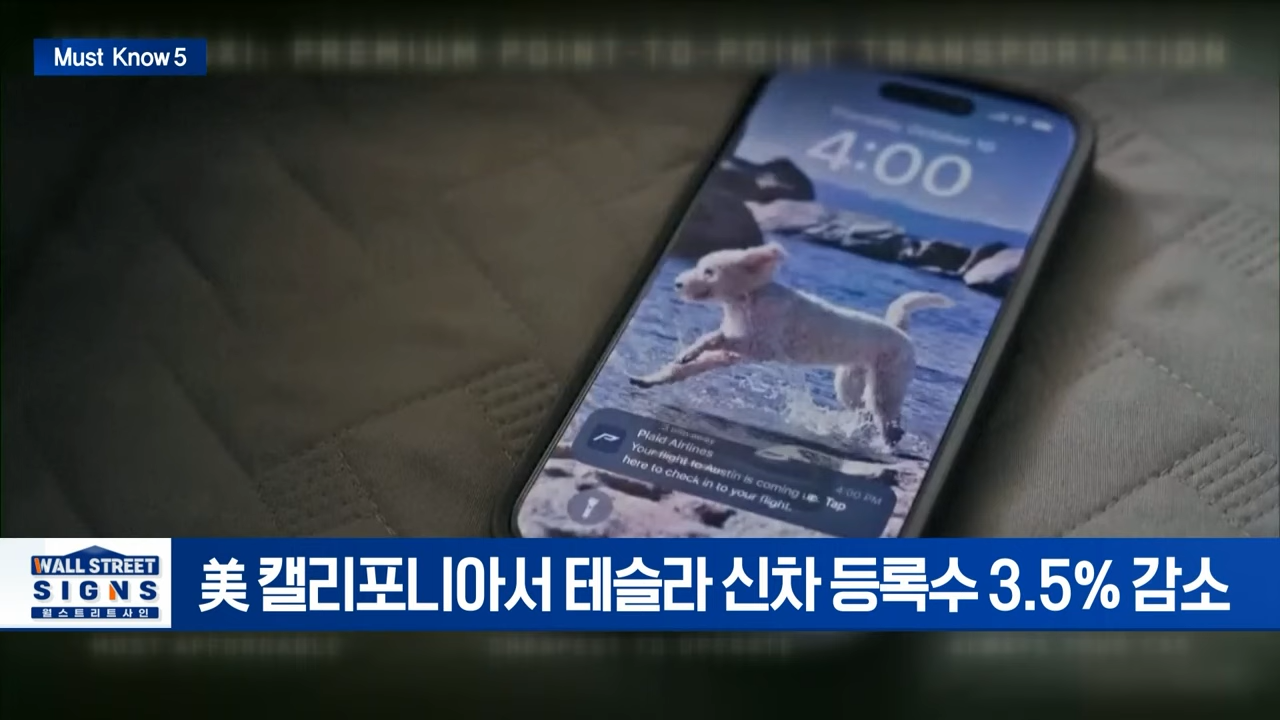 Must Know 5
PREMIUM POINT TO POINT TRANSPORTATION
4:00
Plaid Airlines
4:00 PM
Your flight to Austin is coming up. Tap
here to check in to your flight.
WALL STREET
SIGNS
월스트리트사인
美 캘리포니아서 테슬라 신차 등록수 3.5% 감소